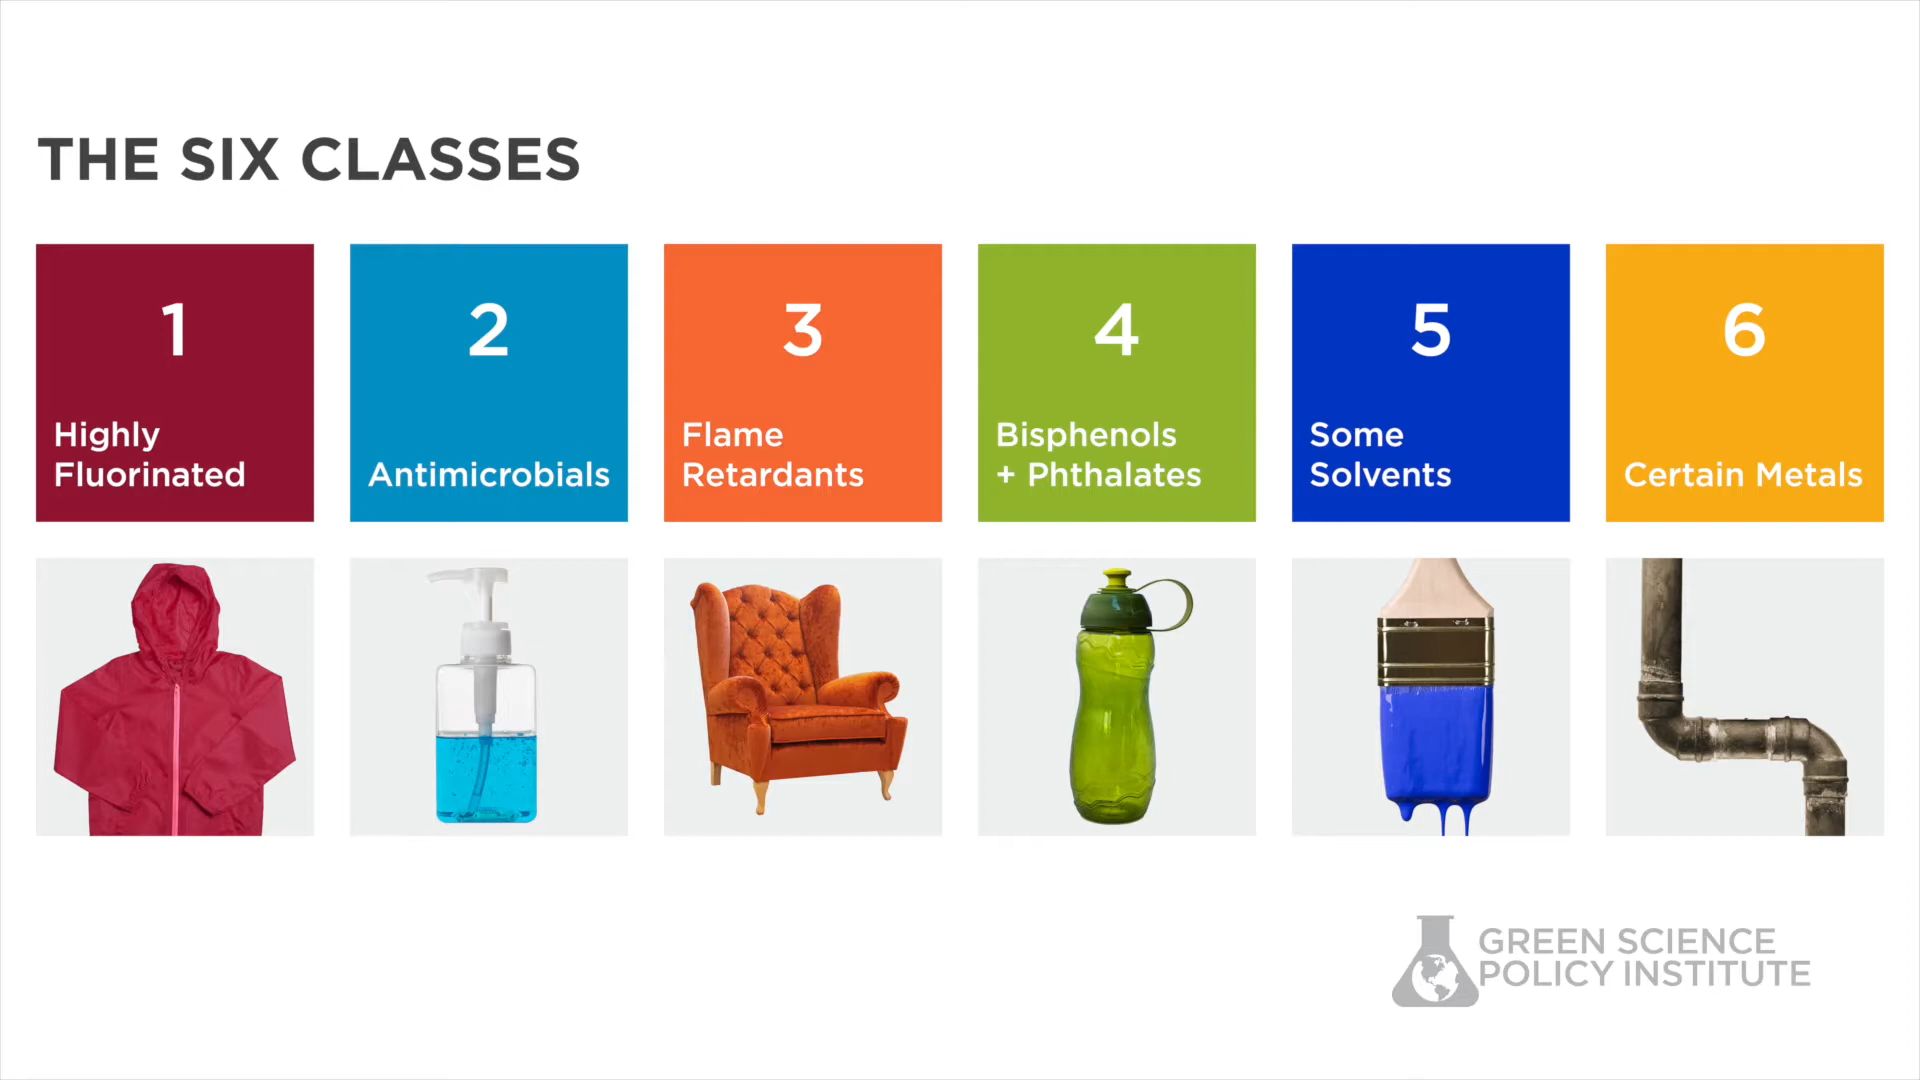 THE SIX CLASSES
1
Highly
Fluorinated
2
Antimicrobials
3
Flame
Retardants
4
Bisphenols
+ Phthalates
5
Some
Solvents
6
Certain Metals
GREEN SCIENCE
POLICY INSTITUTE